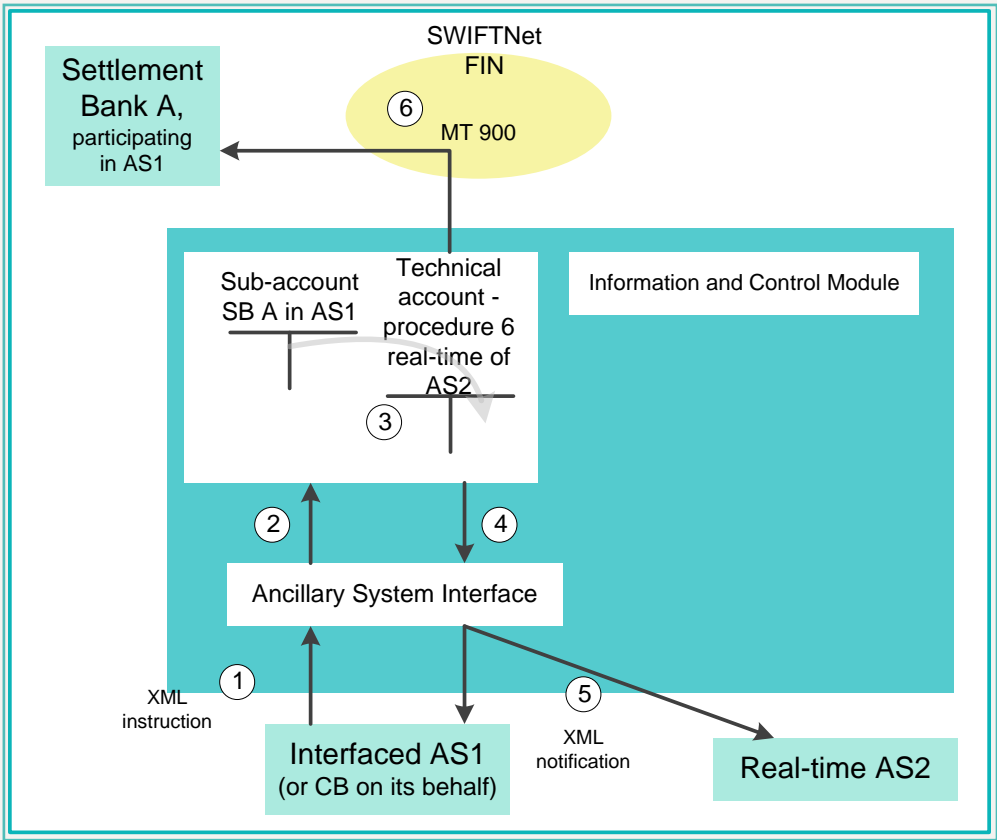 SWIFTNet
FIN
6
MT 900
Settlement
Bank A,
participating
in AS1
Sub-account
SB A in AS1
Technical
account -
procedure 6
real-time of
AS2
3
Information and Control Module
2
4
Ancillary System Interface
1
XML
instruction
5
XML
notification
Interfaced AS1
(or CB on its behalf)
Real-time AS2